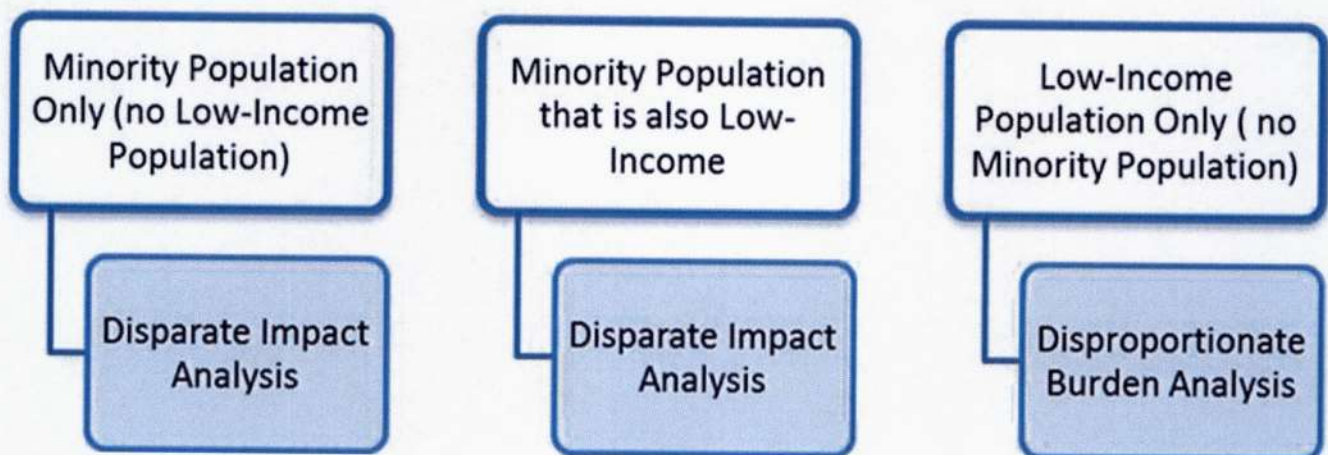 Minority Population
Only (no Low-Income
Population)
Disparate Impact
Analysis
Minority Population
that is also Low-
Income
Disparate Impact
Analysis
Low-Income
Population Only ( no
Minority Population)
Disproportionate
Burden Analysis